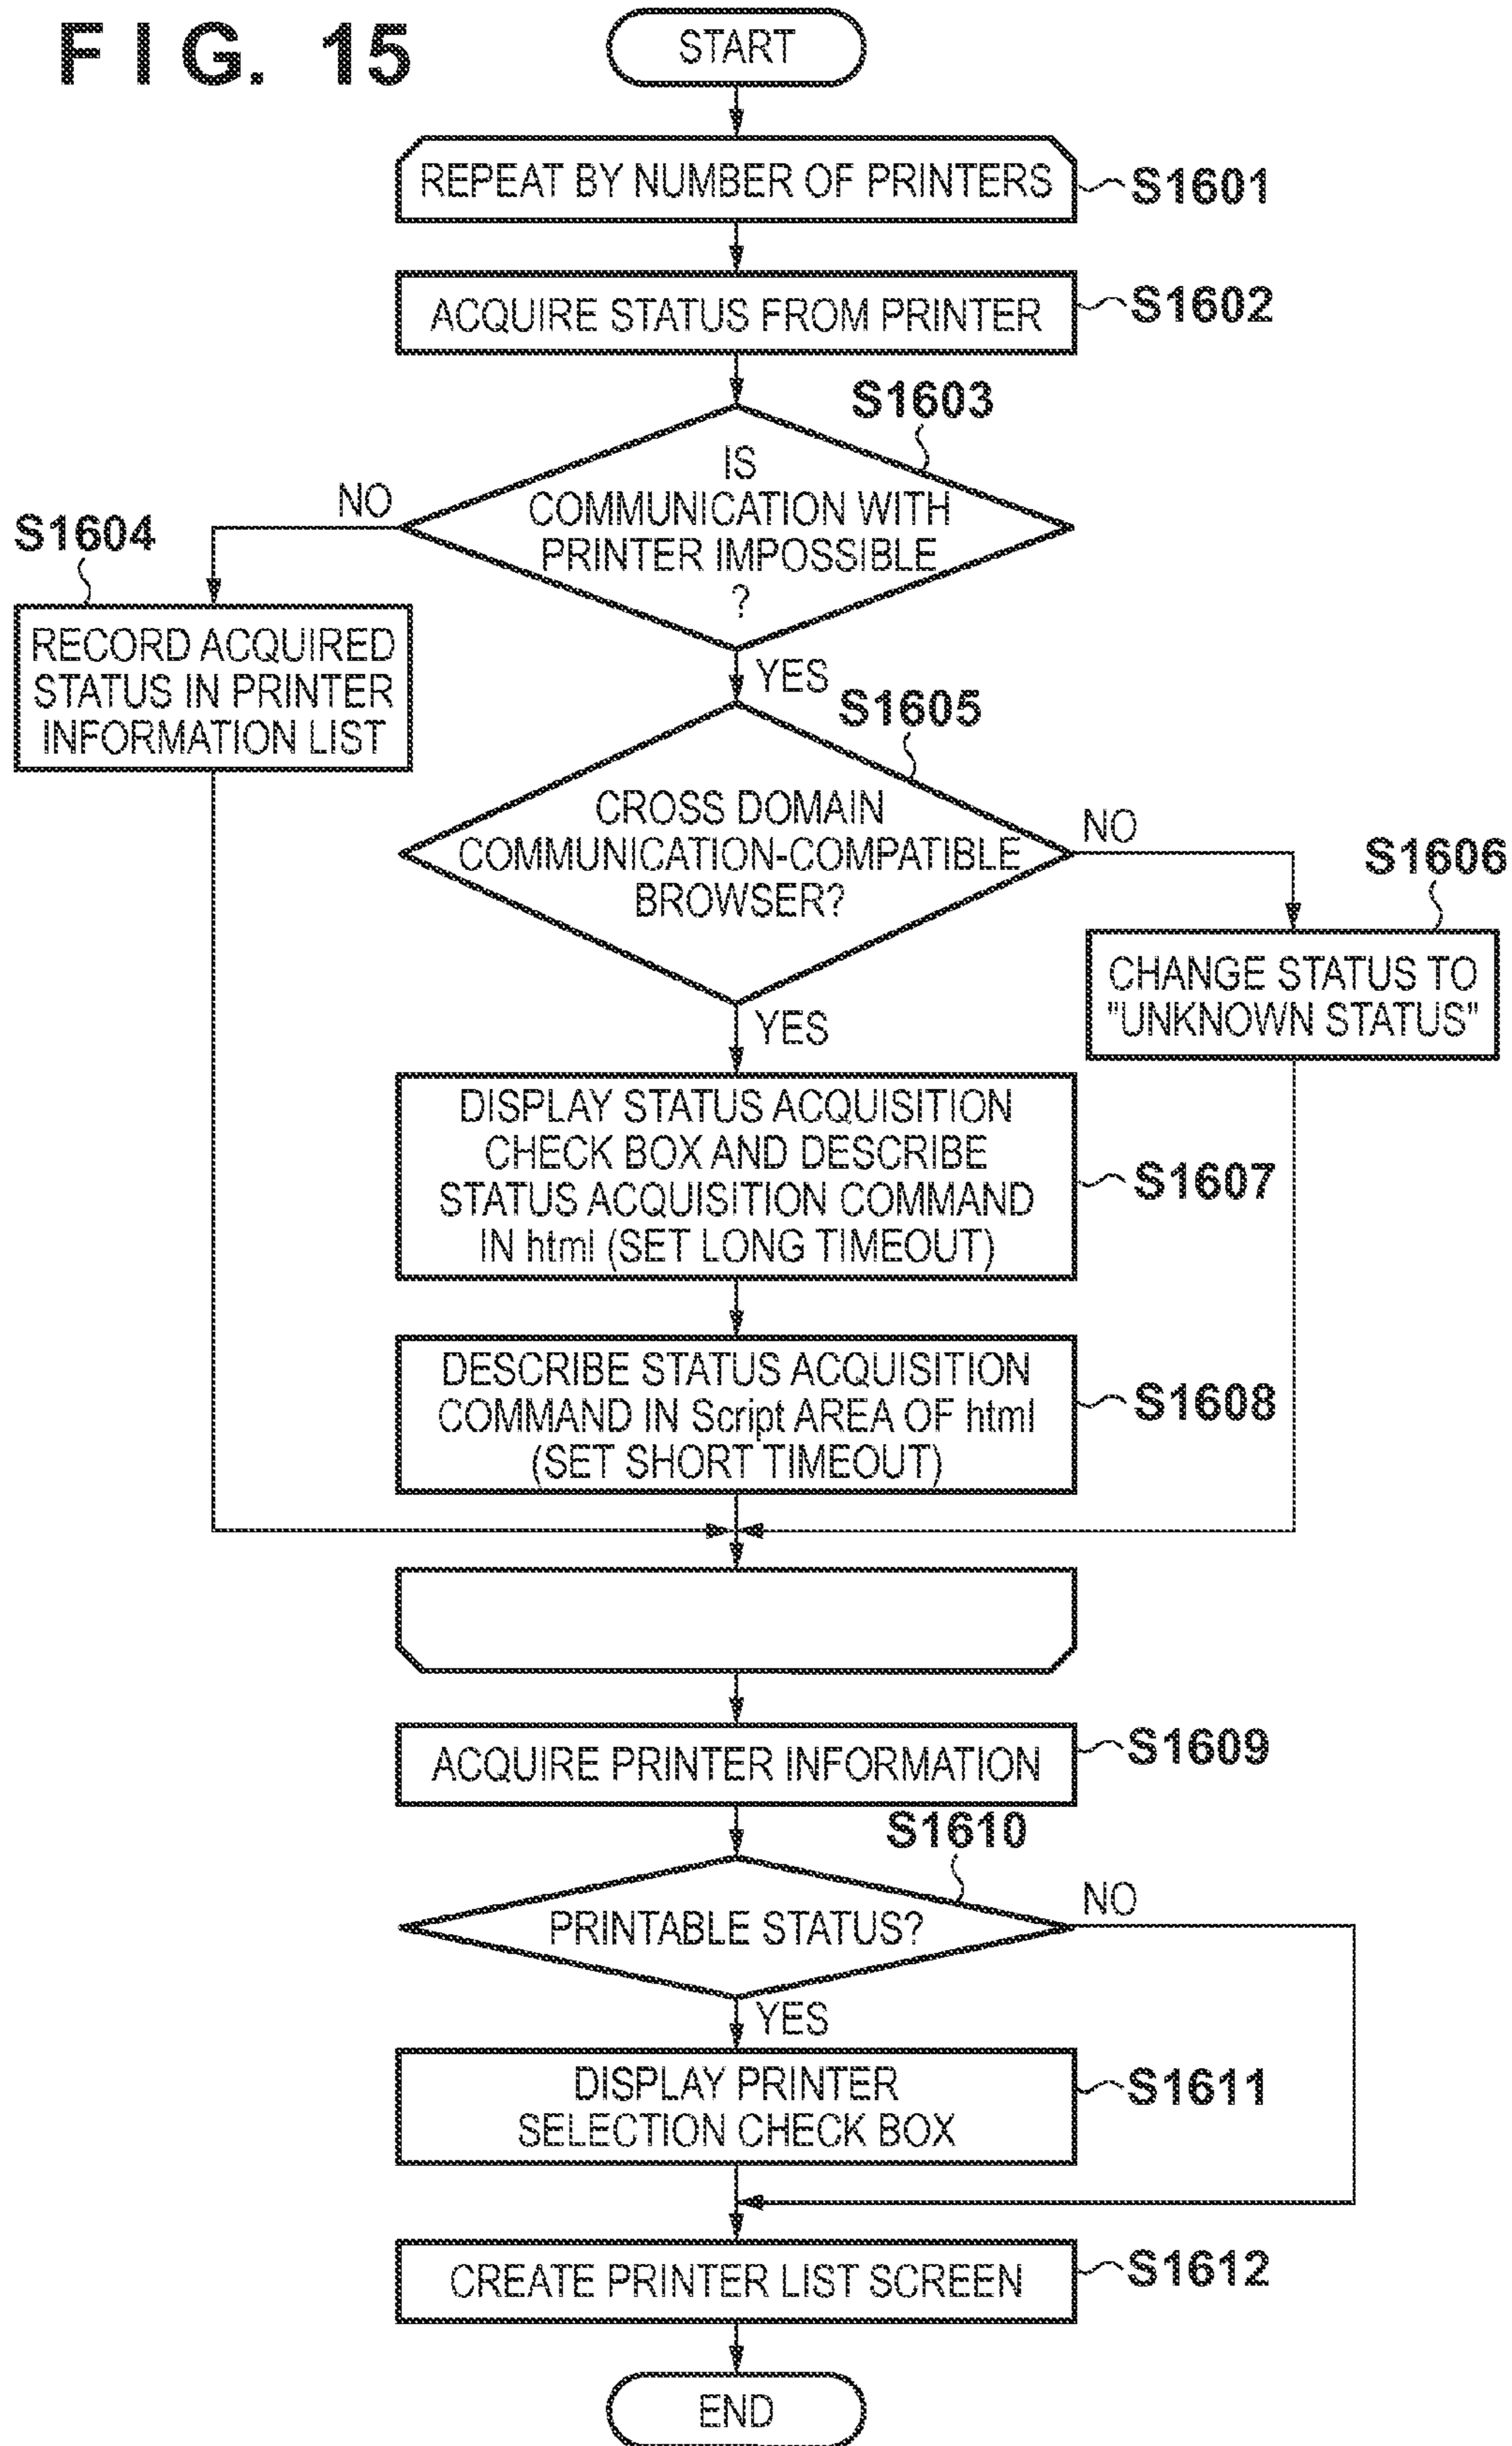 FIG. 15
START
REPEAT BY NUMBER OF PRINTERS
S1601
ACQUIRE STATUS FROM PRINTER
S1602
S1603
IS
COMMUNICATION WITH
PRINTER IMPOSSIBLE
?
NO
YES
S1604
RECORD ACQUIRED
STATUS IN PRINTER
INFORMATION LIST
S1605
CROSS DOMAIN
COMMUNICATION-COMPATIBLE
BROWSER?
NO
YES
S1606
CHANGE STATUS TO
"UNKNOWN STATUS"
DISPLAY STATUS ACQUISITION
CHECK BOX AND DESCRIBE
STATUS ACQUISITION COMMAND
IN html (SET LONG TIMEOUT)
S1607
DESCRIBE STATUS ACQUISITION
COMMAND IN Script AREA OF html
(SET SHORT TIMEOUT)
S1608
ACQUIRE PRINTER INFORMATION
S1609
S1610
PRINTABLE STATUS?
NO
YES
DISPLAY PRINTER
SELECTION CHECK BOX
S1611
CREATE PRINTER LIST SCREEN
S1612
END